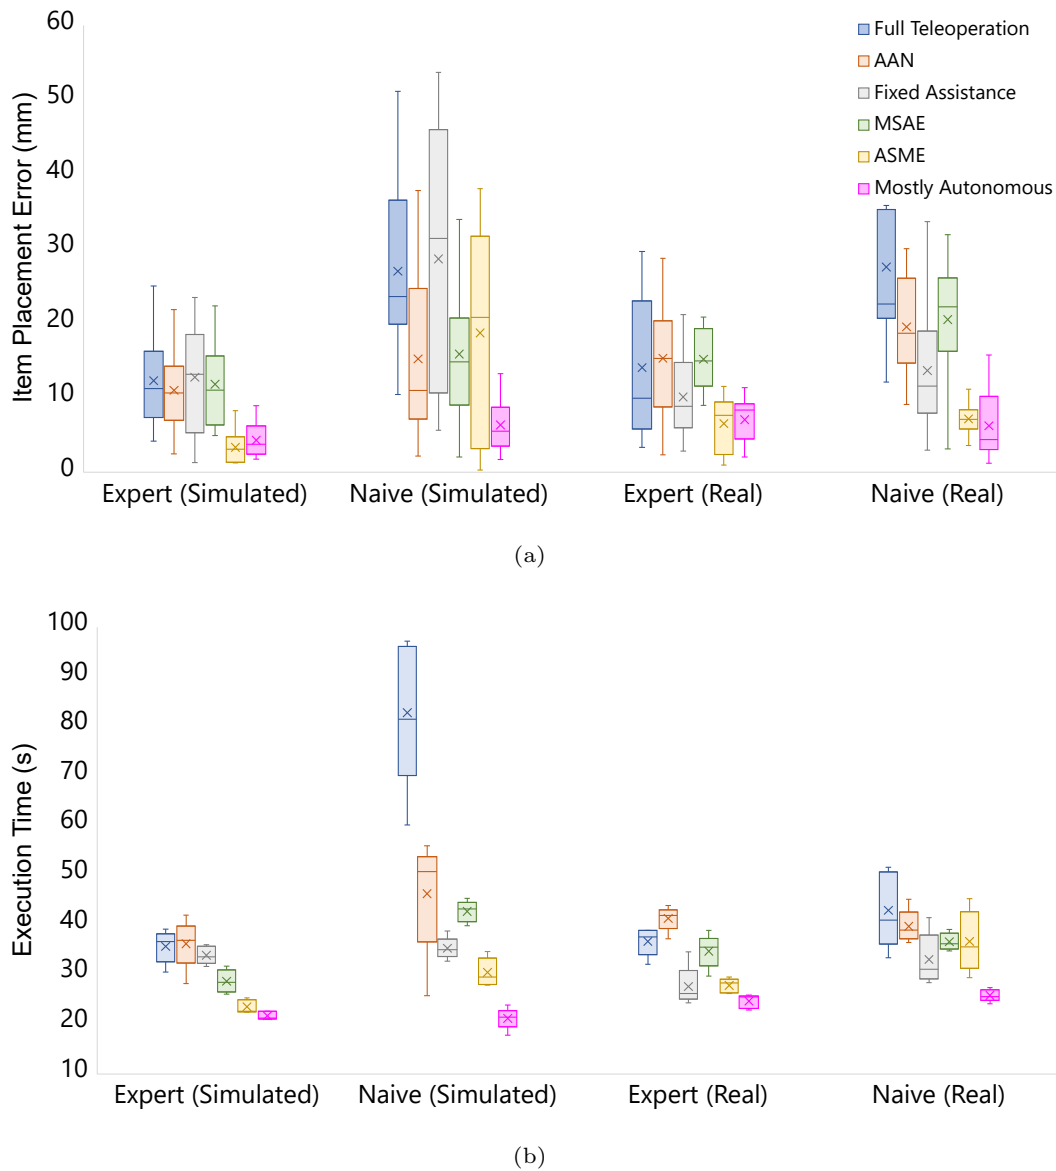 60
50
40
30
20
10
0
Item Placement Error (mm)
Full Teleoperation
AAN
Fixed Assistance
MSAE
ASME
Mostly Autonomous
Expert (Simulated)
Naive (Simulated)
Expert (Real)
Naive (Real)
(a)
100
90
80
70
60
50
40
30
20
10
Execution Time (s)
Expert (Simulated)
Naive (Simulated)
Expert (Real)
Naive (Real)
(b)